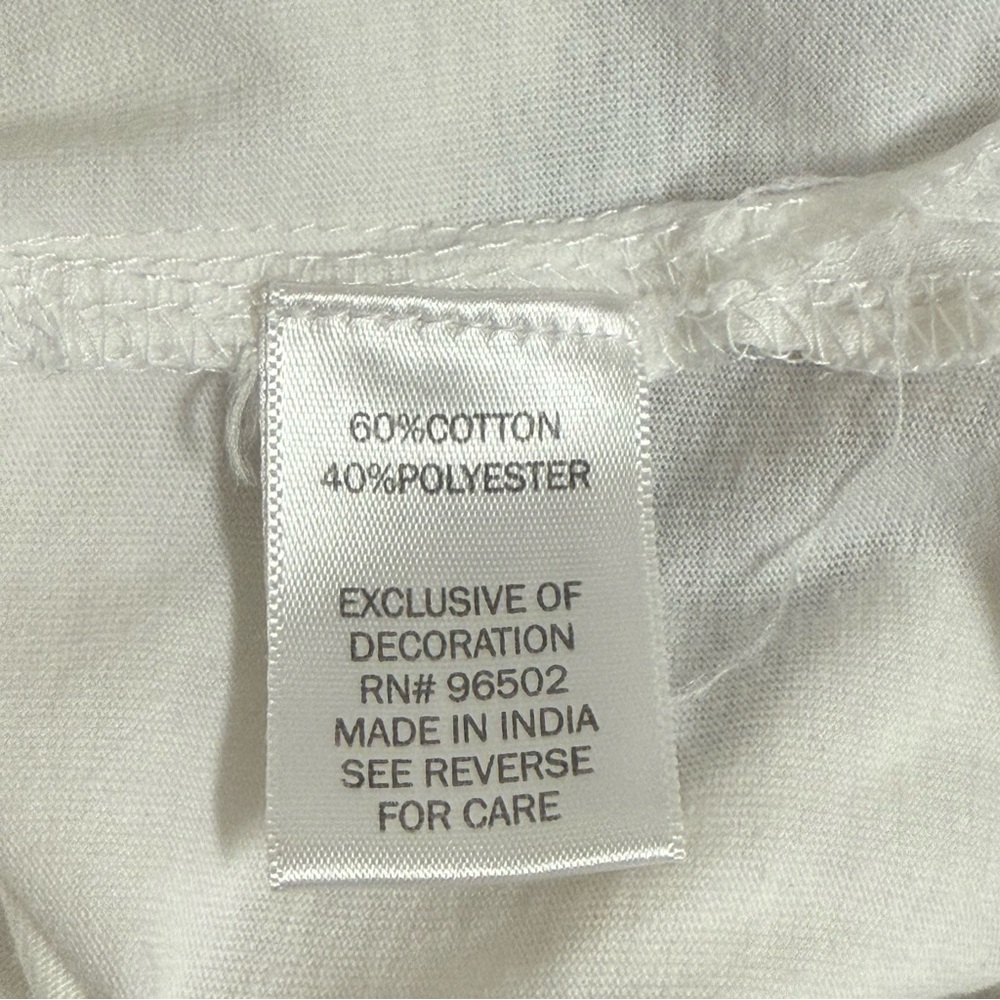 60%COTTON
40%POLYESTER
EXCLUSIVE OF
DECORATION
RN# 96502
MADE IN INDIA
SEE REVERSE
FOR CARE